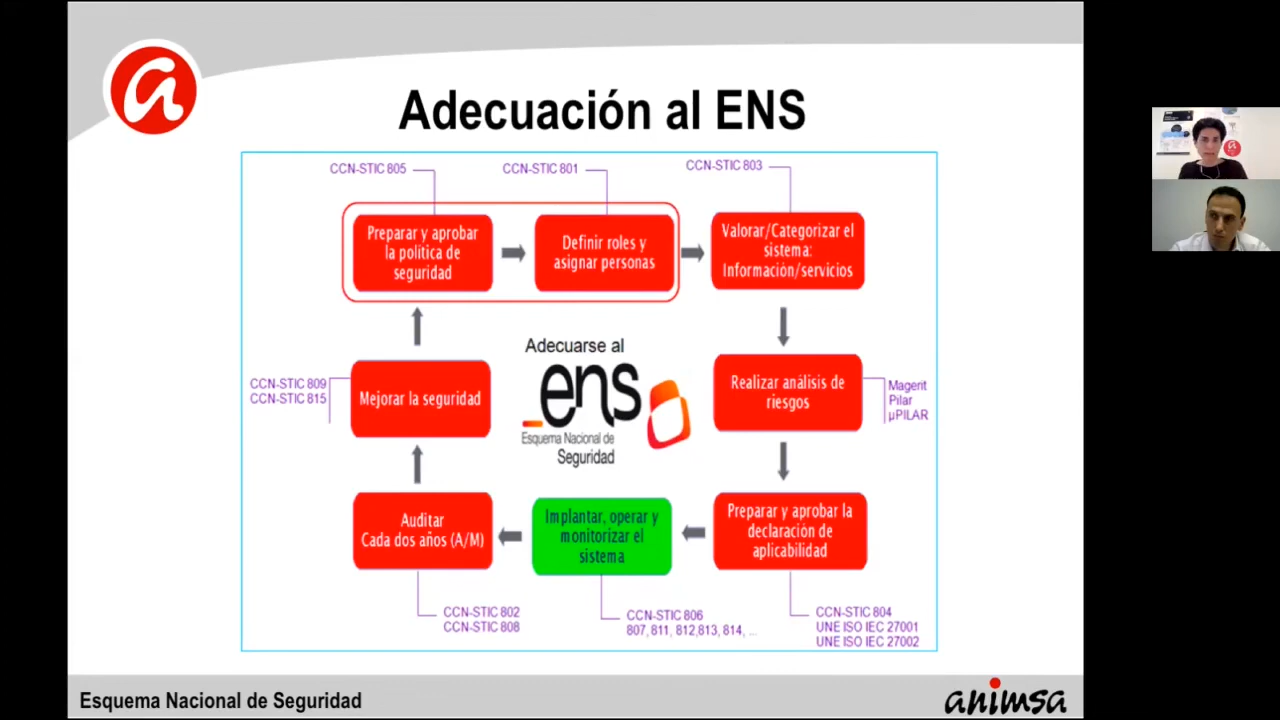 Adecuación al ENS
CCN-STIC 805
CCN-STIC 801
CCN-STIC 803
Preparar y aprobar
la política de
seguridad
Definir roles y
asignar personas
Valorar/Categorizar el
sistema:
Información/servicios
Adecuarse al
ens
Esquema Nacional de
Seguridad
Realizar análisis de
riesgos
Magerit
Pilar
µPILAR
CCN-STIC 809
CCN-STIC 815
Mejorar la seguridad
Auditar
Cada dos años (A/M)
Implantar, operar y
monitorizar el
sistema
Preparar y aprobar la
declaración de
aplicabilidad
CCN-STIC 802
CCN-STIC 808
CCN-STIC 806
807, 811, 812,813, 814, ...
CCN-STIC 804
UNE ISO IEC 27001
UNE ISO IEC 27002
Esquema Nacional de Seguridad
animsa